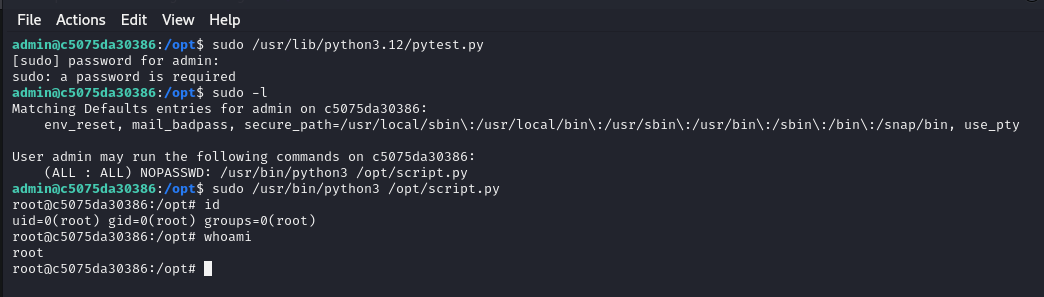 File Actions Edit View Help
admin@c5075da30386:/opt$ sudo /usr/lib/python3.12/pytest.py
[sudo] password for admin:
sudo: a password is required
admin@c5075da30386:/opt$ sudo -l
Matching Defaults entries for admin on c5075da30386:
    env_reset, mail_badpass, secure_path=/usr/local/sbin\:/usr/local/bin\:/usr/sbin\:/usr/bin\:/sbin\:/bin\:/snap/bin, use_pty
User admin may run the following commands on c5075da30386:
    (ALL : ALL) NOPASSWD: /usr/bin/python3 /opt/script.py
admin@c5075da30386:/opt$ sudo /usr/bin/python3 /opt/script.py
root@c5075da30386:/opt# id
uid=0(root) gid=0(root) groups=0(root)
root@c5075da30386:/opt# whoami
root
root@c5075da30386:/opt#